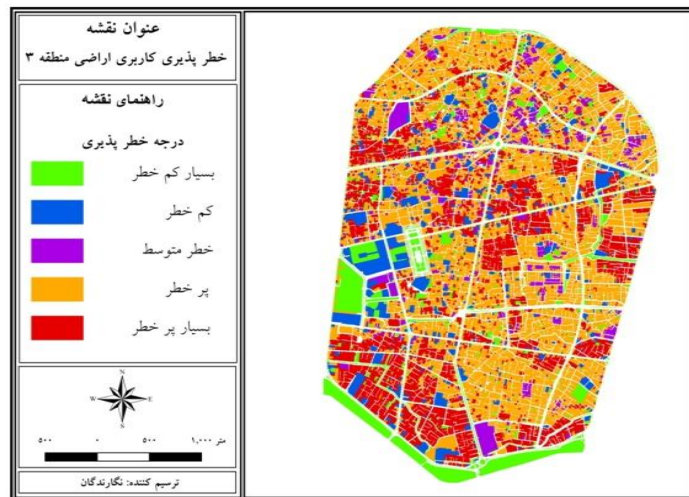 عنوان نقشه
خطر پذیری کاربری اراضی منطقه ۳
راهنمای نقشه
درجه خطر پذیری
بسیار کم خطر
کم خطر
خطر متوسط
پر خطر
بسیار پر خطر
N
W E
S
۵۰۰ ۰ ۵۰۰ ۱,۰۰۰ متر
ترسیم کننده: نگارندگان